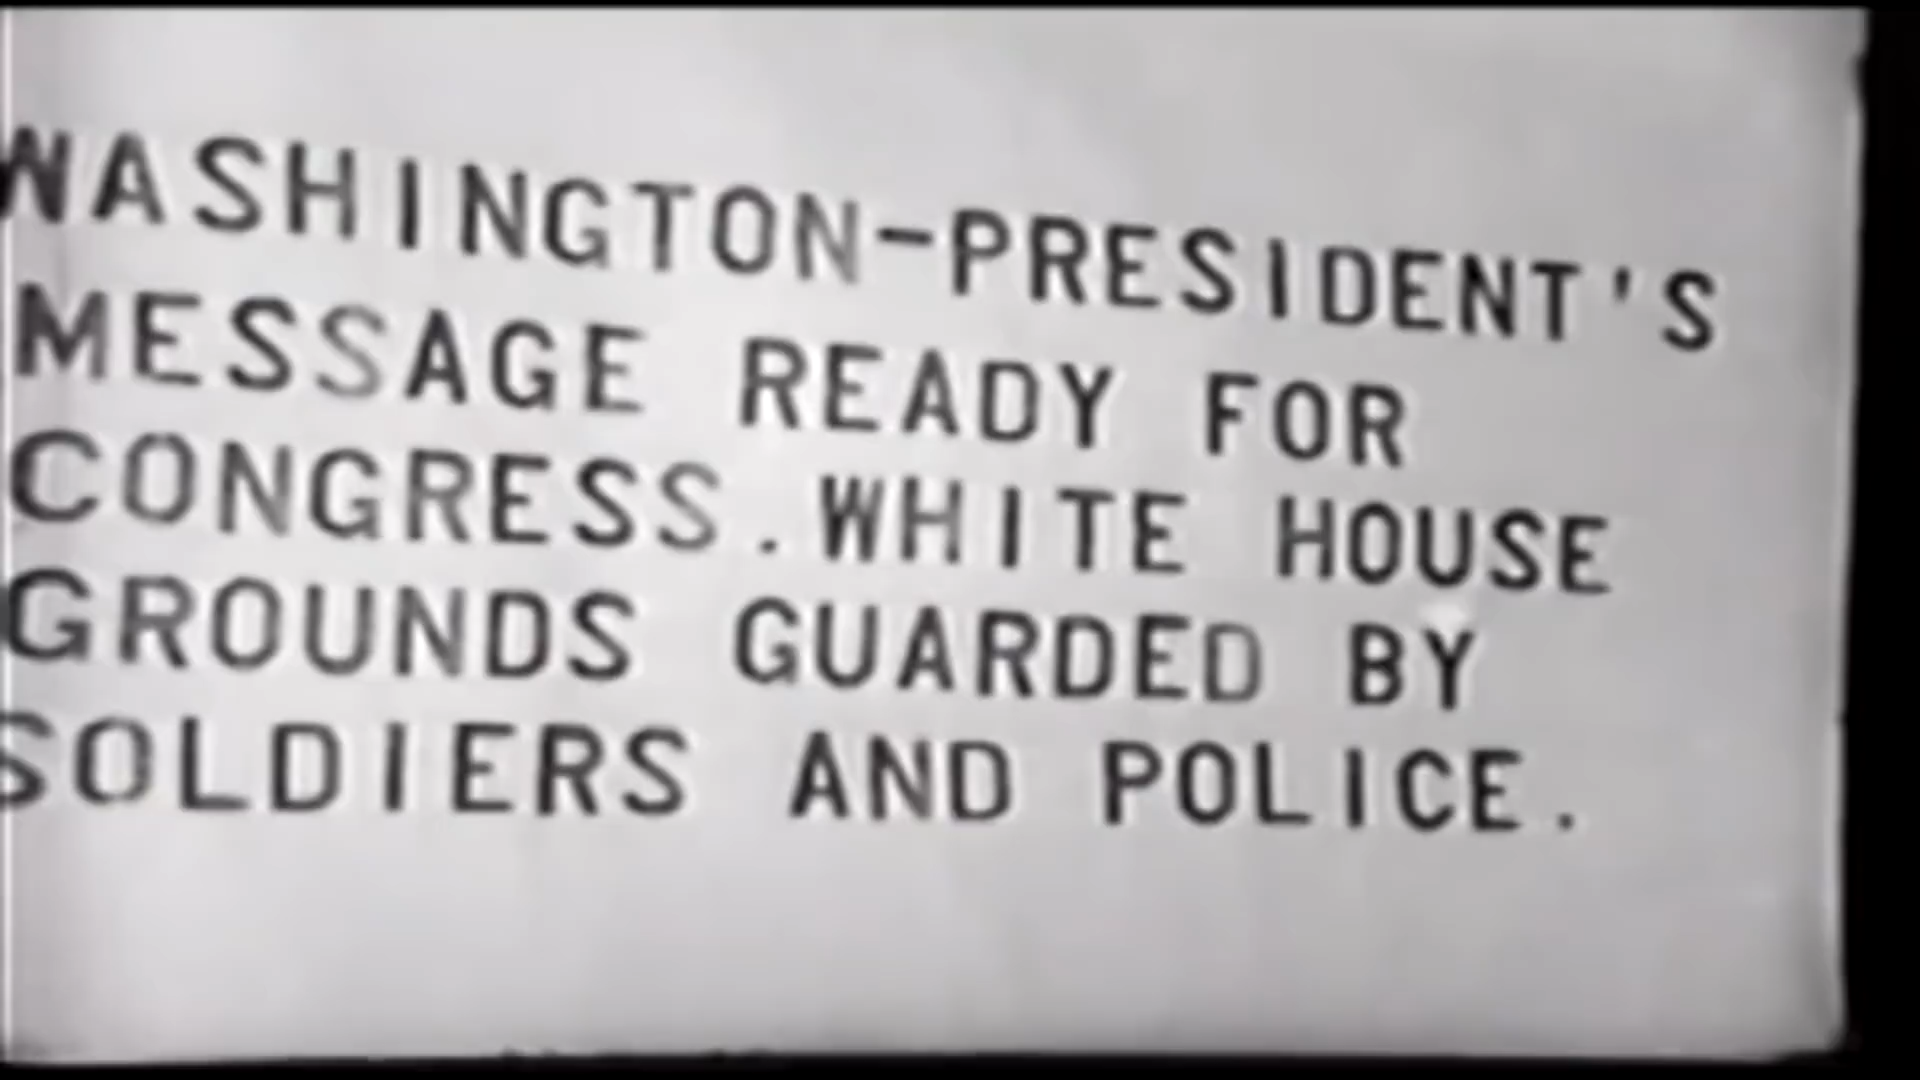 WASHINGTON-PRESIDENT'S
MESSAGE READY FOR
CONGRESS.WHITE HOUSE
GROUNDS GUARDED BY
SOLDIERS AND POLICE.